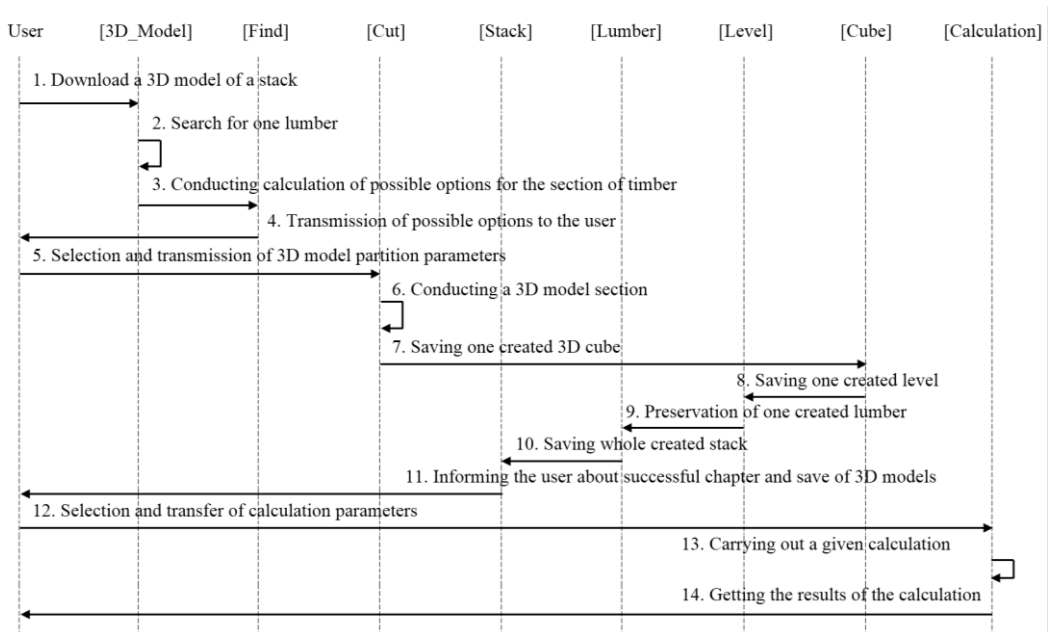 User [3D_Model] [Find] [Cut] [Stack] [Lumber] [Level] [Cube] [Calculation]
1. Download a 3D model of a stack
2. Search for one lumber
3. Conducting calculation of possible options for the section of timber
4. Transmission of possible options to the user
5. Selection and transmission of 3D model partition parameters
6. Conducting a 3D model section
7. Saving one created 3D cube
8. Saving one created level
9. Preservation of one created lumber
10. Saving whole created stack
11. Informing the user about successful chapter and save of 3D models
12. Selection and transfer of calculation parameters
13. Carrying out a given calculation
14. Getting the results of the calculation